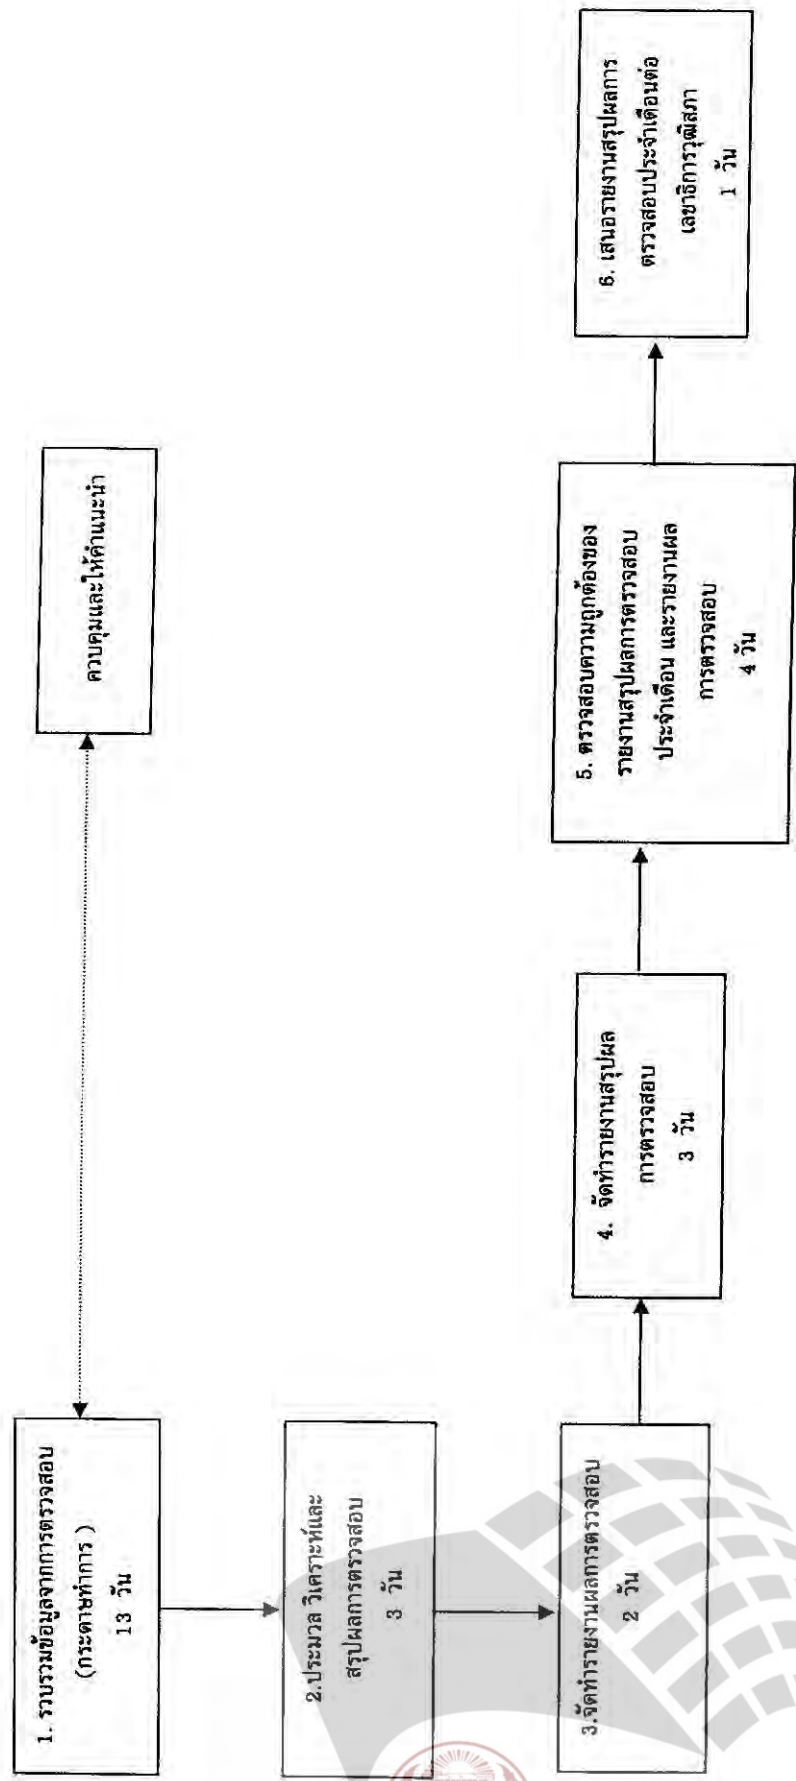 1. รวบรวมข้อมูลจากการตรวจสอบ
(กระดาษทำการ )
13 วัน
ควบคุมและให้คำแนะนำ
2.ประมวล วิเคราะห์และ
สรุปผลการตรวจสอบ
3 วัน
3.จัดทำรายงานผลการตรวจสอบ
2 วัน
4. จัดทำรายงานสรุปผล
การตรวจสอบ
3 วัน
5. ตรวจสอบความถูกต้องของ
รายงานสรุปผลการตรวจสอบ
ประจำเดือน และรายงานผล
การตรวจสอบ
4 วัน
6. เสนอรายงานสรุปผลการ
ตรวจสอบประจำเดือนต่อ
เลขาธิการวุฒิสภา
1 วัน